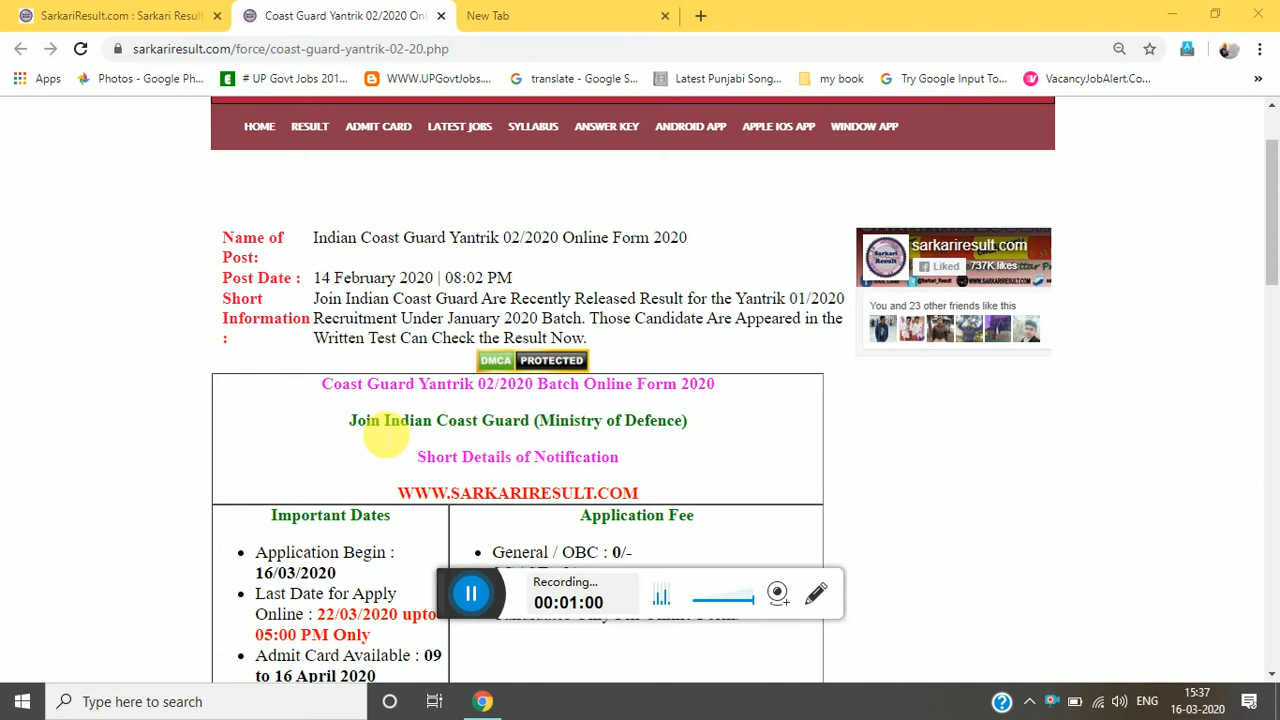 SarkariResult.com : Sarkari Result
Coast Guard Yantrik 02/2020 Onli
New Tab
sarkariresult.com/force/coast-guard-yantrik-02-20.php
Apps
Photos - Google Ph...
# UP Govt Jobs 201...
WWW.UPGovtJobs....
translate - Google S...
Latest Punjabi Song...
my book
Try Google Input To...
VacancyJobAlert.Co...
HOME RESULT ADMIT CARD LATEST JOBS SYLLABUS ANSWER KEY ANDROID APP APPLE IOS APP WINDOW APP
Name of Post: Indian Coast Guard Yantrik 02/2020 Online Form 2020
Post Date : 14 February 2020 | 08:02 PM
Short Information : Join Indian Coast Guard Are Recently Released Result for the Yantrik 01/2020
Recruitment Under January 2020 Batch. Those Candidate Are Appeared in the
Written Test Can Check the Result Now.
DMCA PROTECTED
sarkariresult.com
Liked 737K likes
You and 23 other friends like this
Coast Guard Yantrik 02/2020 Batch Online Form 2020
Join Indian Coast Guard (Ministry of Defence)
Short Details of Notification
WWW.SARKARIRESULT.COM
Important Dates
Application Begin :
16/03/2020
Last Date for Apply
Online : 22/03/2020 upto
05:00 PM Only
Admit Card Available : 09
to 16 April 2020
Application Fee
General / OBC : 0/-
Recording...
00:01:00
Type here to search
ENG
15:37
16-03-2020